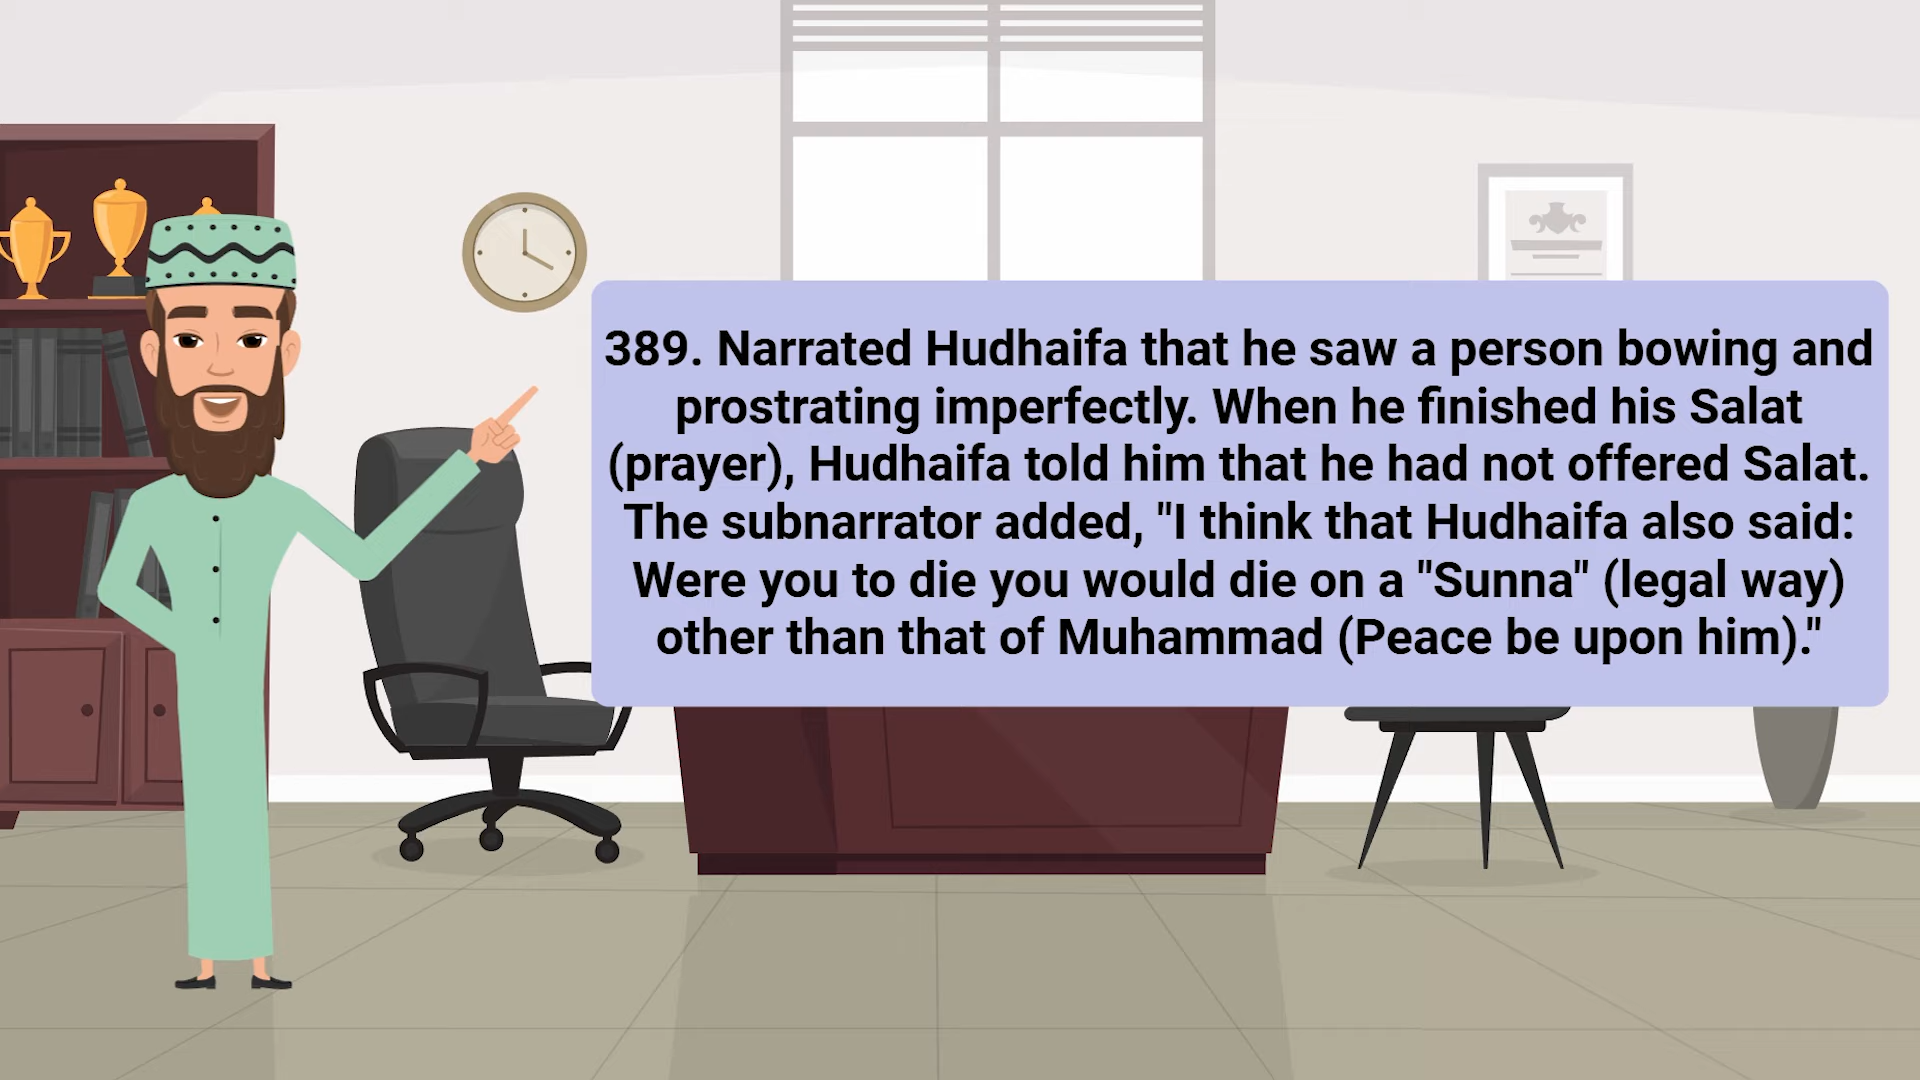 389. Narrated Hudhaifa that he saw a person bowing and
prostrating imperfectly. When he finished his Salat
(prayer), Hudhaifa told him that he had not offered Salat.
The subnarrator added, "I think that Hudhaifa also said:
Were you to die you would die on a "Sunna" (legal way)
other than that of Muhammad (Peace be upon him)."